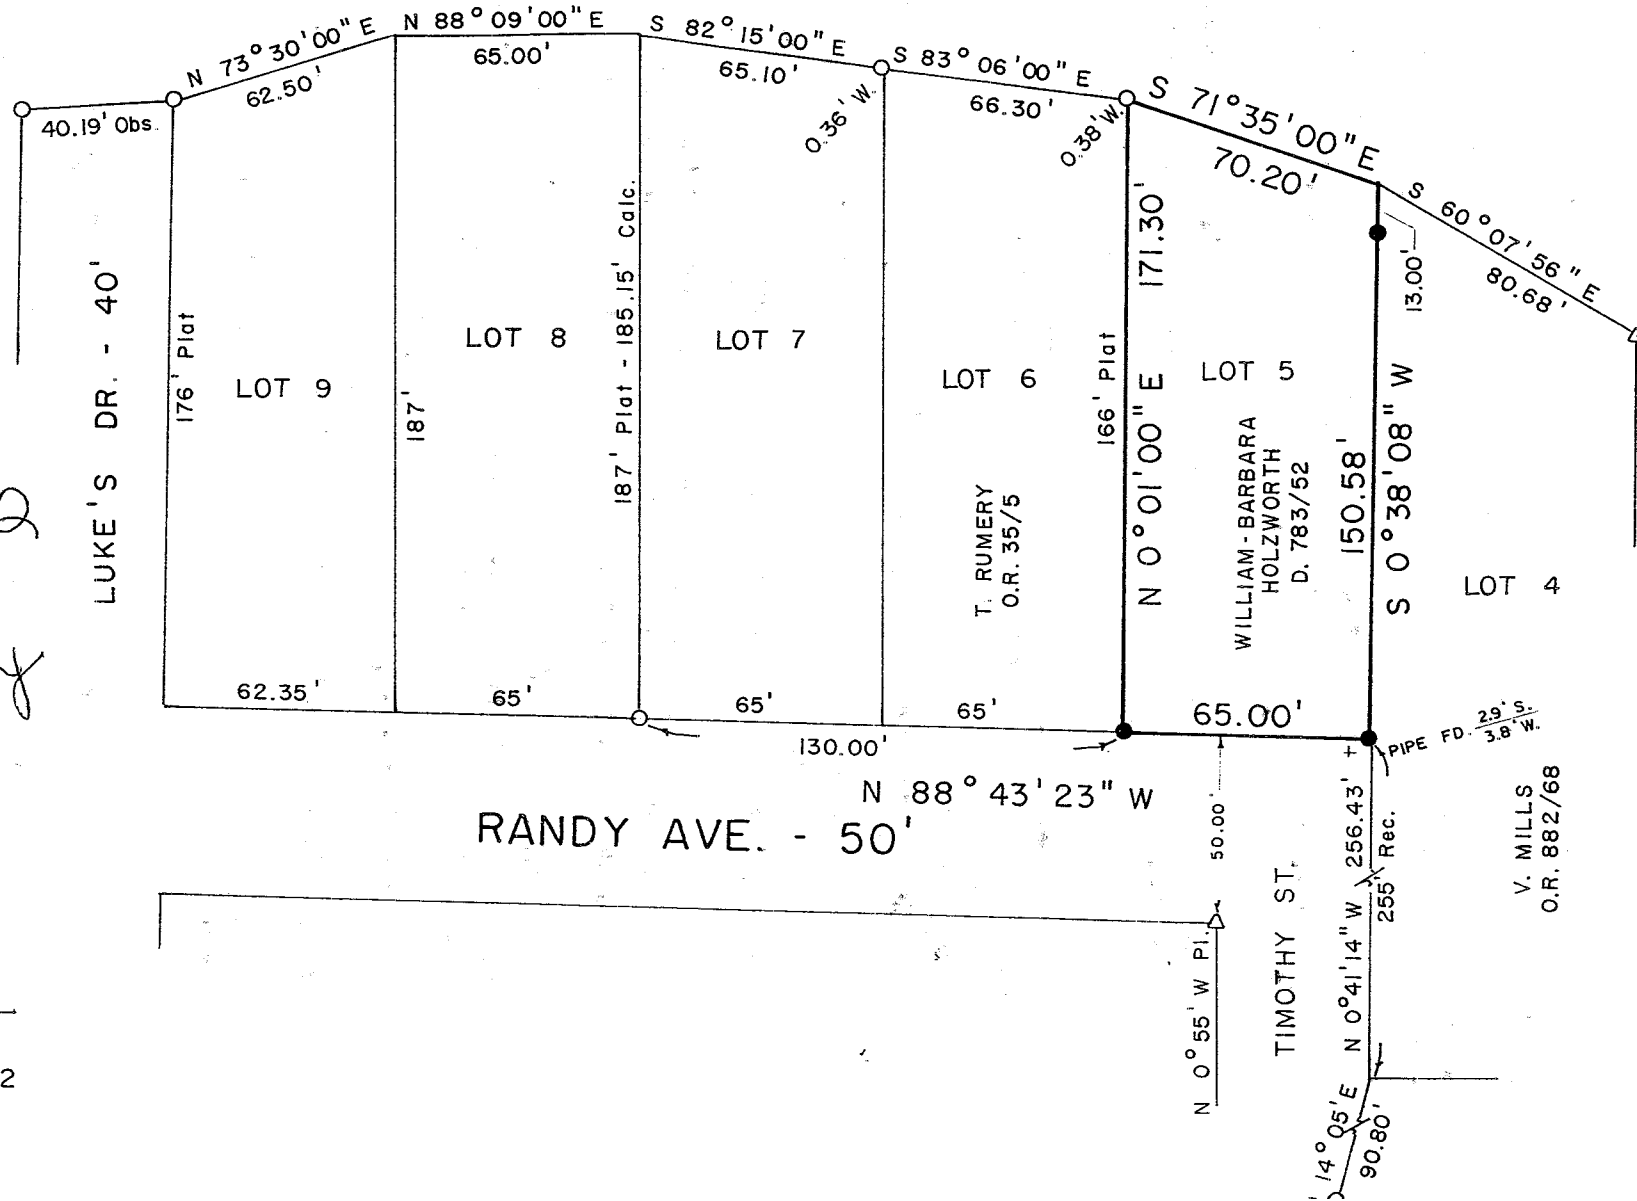 N 73°30'00" E
62.50'
N 88°09'00" E
65.00'
S 82°15'00" E
65.10'
S 83°06'00" E
66.30'
S 71°35'00" E
70.20'
S 60°07'56" E
80.68'
40.19' Obs.
0.36' W.
0.38' W.
13.00'
LUKE'S DR. - 40'
176' Plat
LOT 9
187'
LOT 8
187' Plat - 185.15' Calc.
LOT 7
LOT 6
T. RUMERY
O.R. 35/5
166' Plat
N 0°01'00" E 171.30'
LOT 5
WILLIAM-BARBARA
HOLZWORTH
D. 783/52
150.58'
S 0°38'08" W
LOT 4
62.35'
65'
65'
65'
65.00'
130.00'
PIPE FD. 2.9' S.
3.8' W.
N 88°43'23" W
RANDY AVE. - 50'
50.00'
TIMOTHY ST.
N 0°41'14" W 256.43'
255' Rec.
V. MILLS
O.R. 882/68
N 0°55' W Pl.
14°05' E
90.80'
1
2